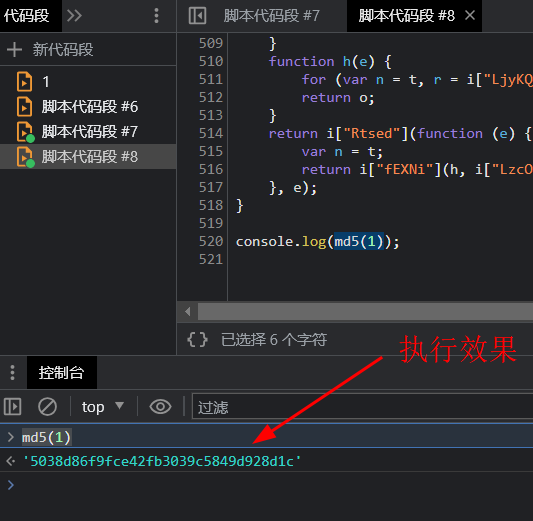 代码段
脚本代码段 #7
脚本代码段 #8
新代码段
1
脚本代码段 #6
脚本代码段 #7
脚本代码段 #8
509 }
510 function h(e) {
511 for (var n = t, r = i["LjyKQ
512 return o;
513 }
514 return i["Rtsed"](function (e) {
515 var n = t;
516 return i["fEXNi"](h, i["LzcO
517 }, e);
518 }
519
520 console.log(md5(1));
521
{} 已选择 6 个字符
执行效果
控制台
top
过滤
md5(1)
'5038d86f9fce42fb3039c5849d928d1c'